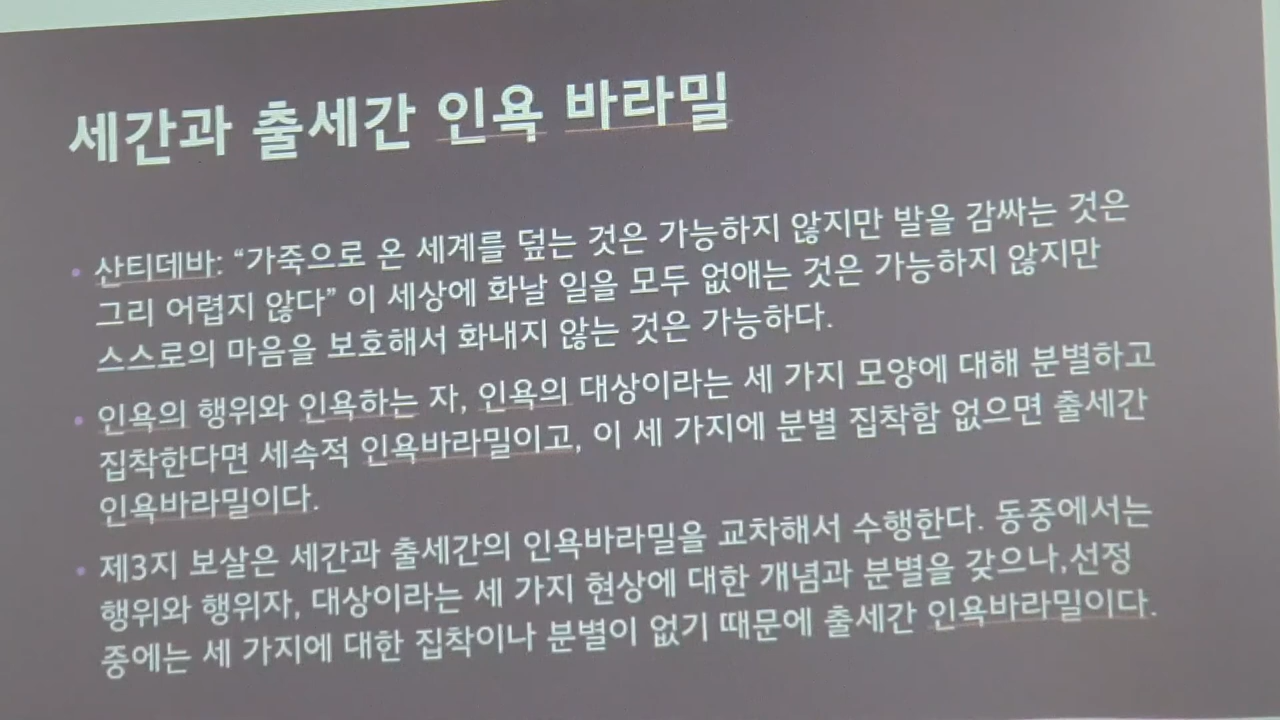 세간과 출세간 인욕 바라밀
• 산티데바: “가죽으로 온 세계를 덮는 것은 가능하지 않지만 발을 감싸는 것은
그리 어렵지 않다” 이 세상에 화날 일을 모두 없애는 것은 가능하지 않지만
스스로의 마음을 보호해서 화내지 않는 것은 가능하다.
• 인욕의 행위와 인욕하는 자, 인욕의 대상이라는 세 가지 모양에 대해 분별하고
집착한다면 세속적 인욕바라밀이고, 이 세 가지에 분별 집착함 없으면 출세간
인욕바라밀이다.
• 제3지 보살은 세간과 출세간의 인욕바라밀을 교차해서 수행한다. 동중에서는
행위와 행위자, 대상이라는 세 가지 현상에 대한 개념과 분별을 갖으나,선정
중에는 세 가지에 대한 집착이나 분별이 없기 때문에 출세간 인욕바라밀이다.